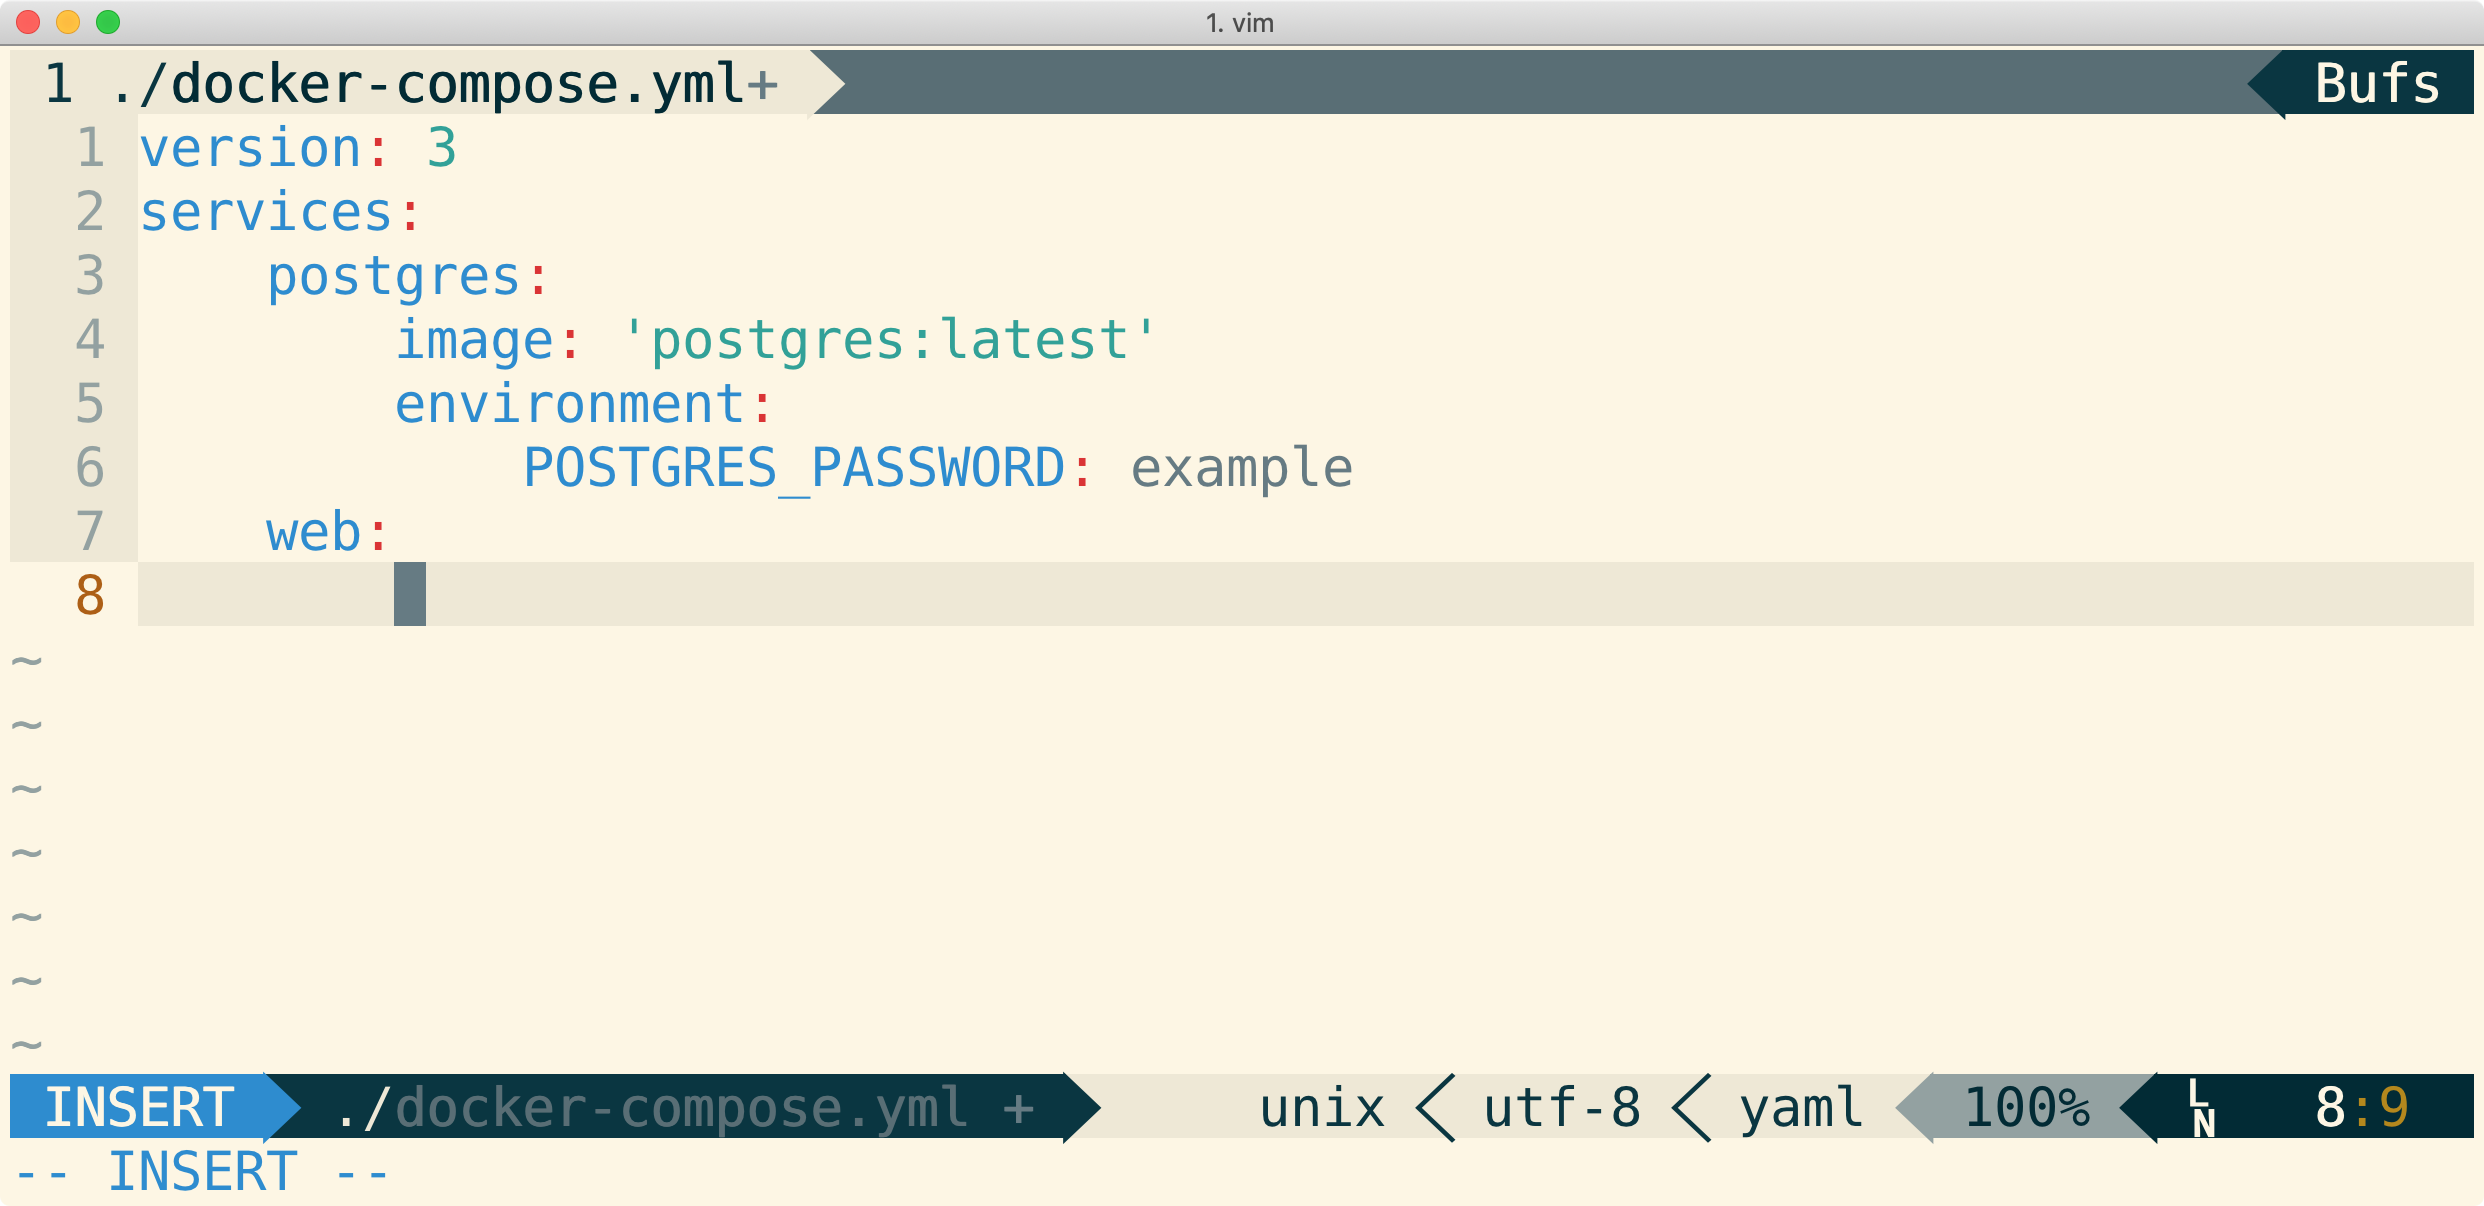 1. vim
1 ./docker-compose.yml+ Bufs
1 version: 3
2 services:
3     postgres:
4         image: 'postgres:latest'
5         environment:
6             POSTGRES_PASSWORD: example
7     web:
8
~
~
~
~
~
~
~
INSERT ./docker-compose.yml + unix utf-8 yaml 100% LN 8:9
-- INSERT --